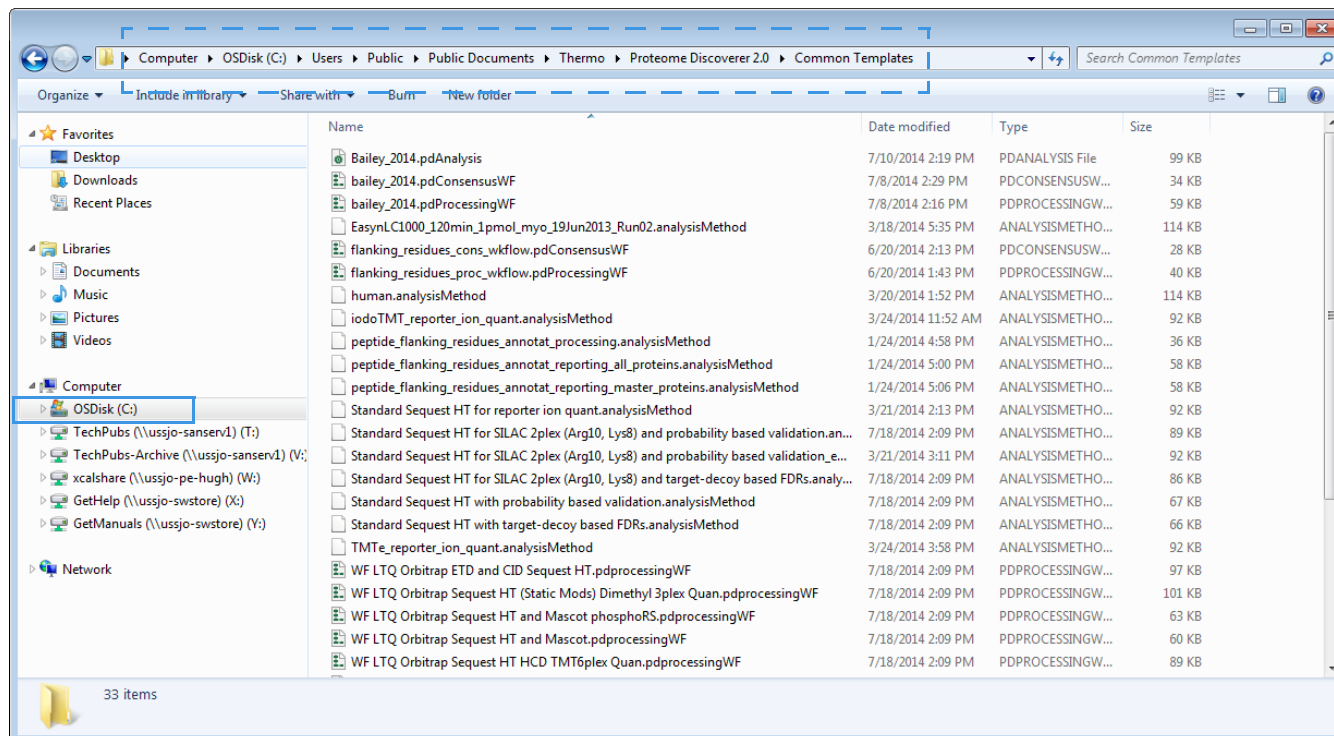 Computer ▸ OSDisk (C:) ▸ Users ▸ Public ▸ Public Documents ▸ Thermo ▸ Proteome Discoverer 2.0 ▸ Common Templates
Search Common Templates
Organize Include in library Share with Burn New folder
Favorites
Desktop
Downloads
Recent Places
Libraries
Documents
Music
Pictures
Videos
Computer
OSDisk (C:)
TechPubs (\\ussjo-sanserv1) (T:)
TechPubs-Archive (\\ussjo-sanserv1) (V:
xcalshare (\\ussjo-pe-hugh) (W:)
GetHelp (\\ussjo-swstore) (X:)
GetManuals (\\ussjo-swstore) (Y:)
Network
Name Date modified Type Size
Bailey_2014.pdAnalysis 7/10/2014 2:19 PM PDANALYSIS File 99 KB
bailey_2014.pdConsensusWF 7/8/2014 2:29 PM PDCONSENSUSW... 34 KB
bailey_2014.pdProcessingWF 7/8/2014 2:16 PM PDPROCESSINGW... 59 KB
EasynLC1000_120min_1pmol_myo_19Jun2013_Run02.analysisMethod 3/18/2014 5:35 PM ANALYSISMETHO... 114 KB
flanking_residues_cons_wkflow.pdConsensusWF 6/20/2014 2:13 PM PDCONSENSUSW... 28 KB
flanking_residues_proc_wkflow.pdProcessingWF 6/20/2014 1:43 PM PDPROCESSINGW... 40 KB
human.analysisMethod 3/20/2014 1:52 PM ANALYSISMETHO... 114 KB
iodoTMT_reporter_ion_quant.analysisMethod 3/24/2014 11:52 AM ANALYSISMETHO... 92 KB
peptide_flanking_residues_annotat_processing.analysisMethod 1/24/2014 4:58 PM ANALYSISMETHO... 36 KB
peptide_flanking_residues_annotat_reporting_all_proteins.analysisMethod 1/24/2014 5:00 PM ANALYSISMETHO... 58 KB
peptide_flanking_residues_annotat_reporting_master_proteins.analysisMethod 1/24/2014 5:06 PM ANALYSISMETHO... 58 KB
Standard Sequest HT for reporter ion quant.analysisMethod 3/21/2014 2:13 PM ANALYSISMETHO... 92 KB
Standard Sequest HT for SILAC 2plex (Arg10, Lys8) and probability based validation.an... 7/18/2014 2:09 PM ANALYSISMETHO... 89 KB
Standard Sequest HT for SILAC 2plex (Arg10, Lys8) and probability based validation_e... 3/21/2014 3:11 PM ANALYSISMETHO... 92 KB
Standard Sequest HT for SILAC 2plex (Arg10, Lys8) and target-decoy based FDRs.analy... 7/18/2014 2:09 PM ANALYSISMETHO... 86 KB
Standard Sequest HT with probability based validation.analysisMethod 7/18/2014 2:09 PM ANALYSISMETHO... 67 KB
Standard Sequest HT with target-decoy based FDRs.analysisMethod 7/18/2014 2:09 PM ANALYSISMETHO... 66 KB
TMTe_reporter_ion_quant.analysisMethod 3/24/2014 3:58 PM ANALYSISMETHO... 92 KB
WF LTQ Orbitrap ETD and CID Sequest HT.pdprocessingWF 7/18/2014 2:09 PM PDPROCESSINGW... 97 KB
WF LTQ Orbitrap Sequest HT (Static Mods) Dimethyl 3plex Quan.pdprocessingWF 7/18/2014 2:09 PM PDPROCESSINGW... 101 KB
WF LTQ Orbitrap Sequest HT and Mascot phosphoRS.pdprocessingWF 7/18/2014 2:09 PM PDPROCESSINGW... 63 KB
WF LTQ Orbitrap Sequest HT and Mascot.pdprocessingWF 7/18/2014 2:09 PM PDPROCESSINGW... 60 KB
WF LTQ Orbitrap Sequest HT HCD TMT6plex Quan.pdprocessingWF 7/18/2014 2:09 PM PDPROCESSINGW... 89 KB
33 items